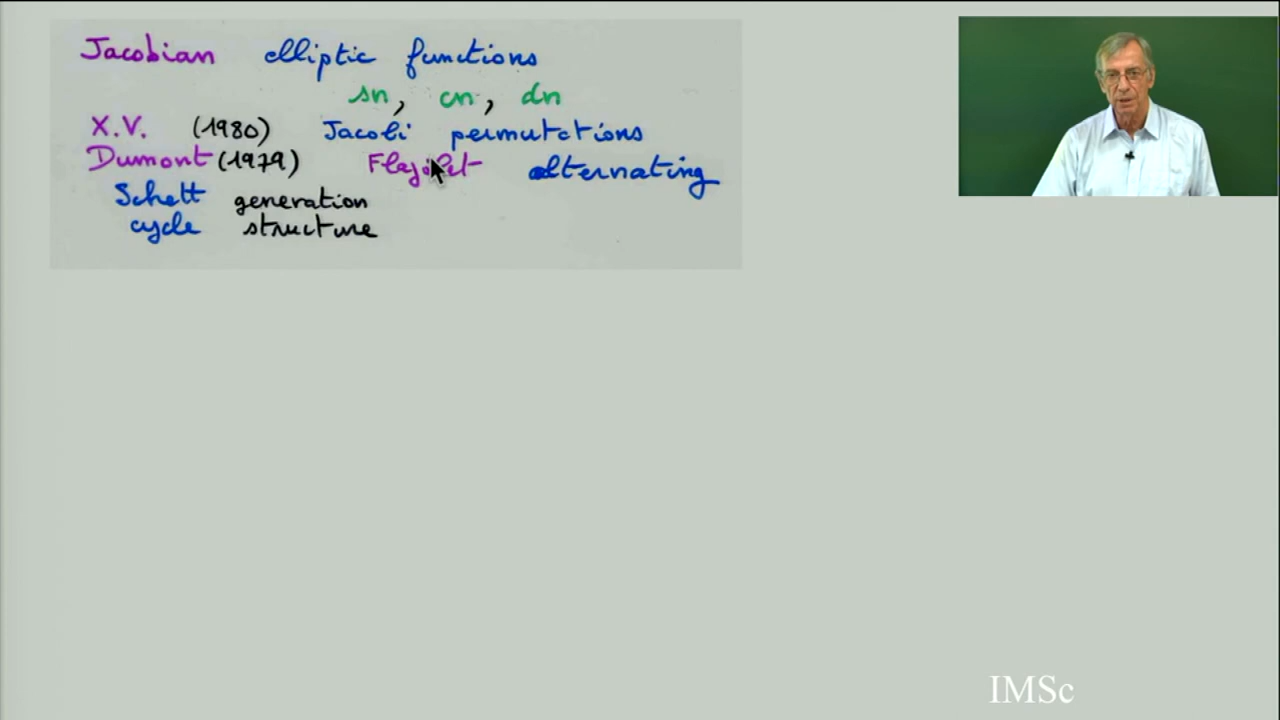 Jacobian elliptic functions
sn, cn, dn
X.V. (1980) Jacobi permutations
Dumont (1979) Flajolet alternating
Schett generation
cycle structure
IMSc